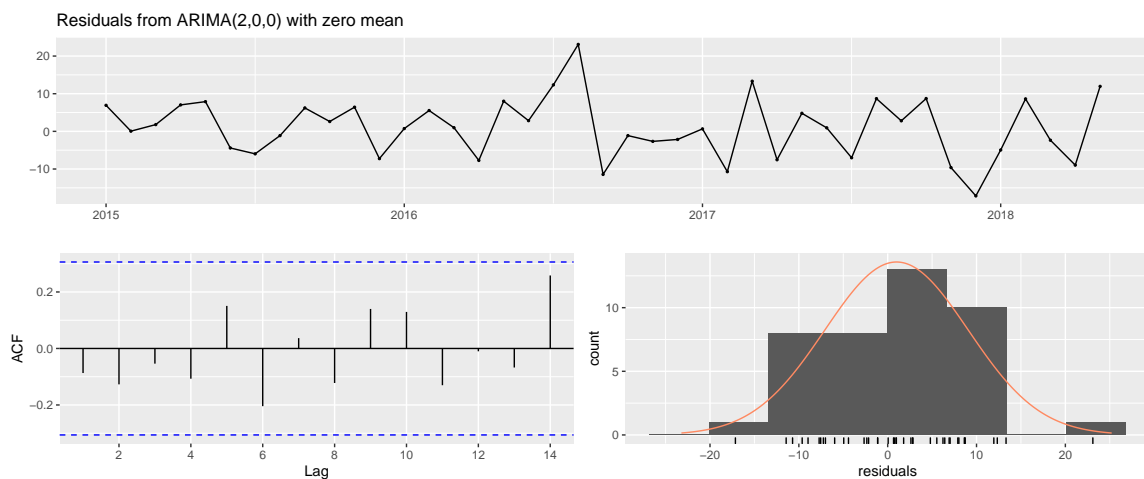 Residuals from ARIMA(2,0,0) with zero mean
20
10
0
−10
2015 2016 2017 2018
ACF
0.2
0.0
−0.2
2 4 6 8 10 12 14
Lag
count
10
5
0
−20 −10 0 10 20
residuals